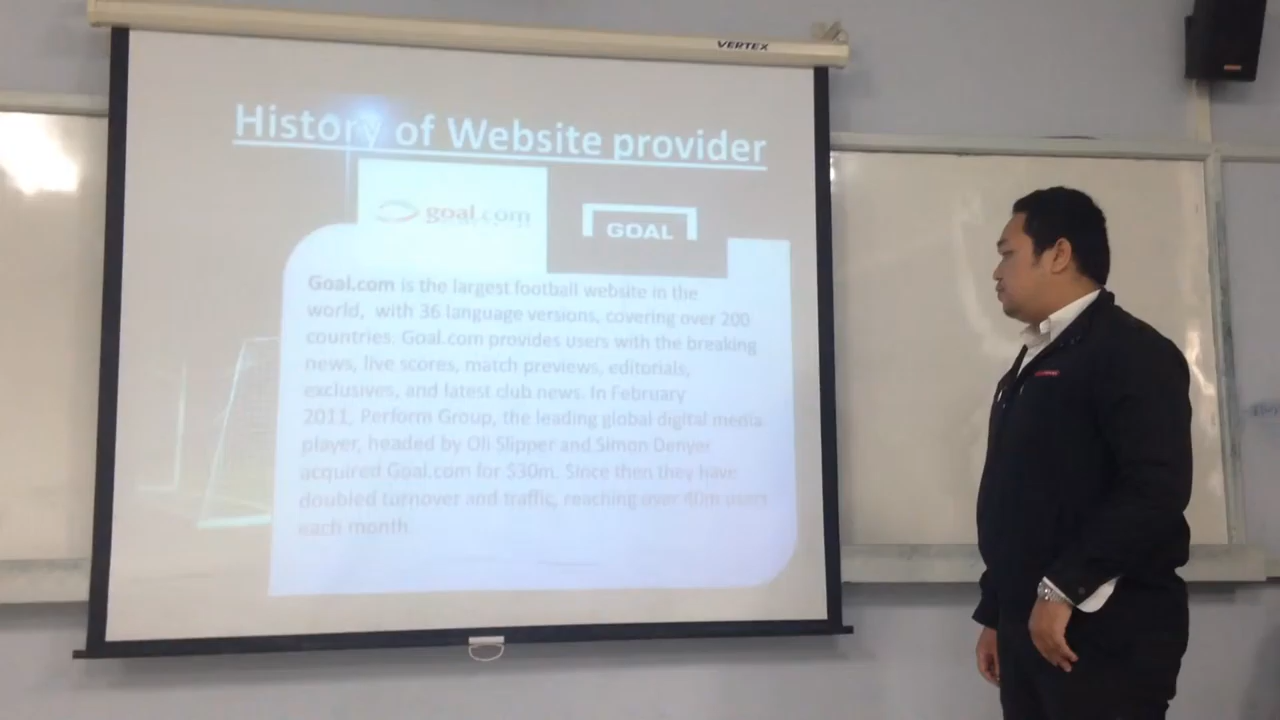 VERTEX
History of Website provider
goal.com
GOAL
Goal.com is the largest football website in the
world, with 36 language versions, covering over 200
countries. Goal.com provides users with the breaking
news, live scores, match previews, editorials,
exclusives, and latest club news. In February
2011, Perform Group, the leading global digital media
player, headed by Oli Slipper and Simon Denyer
acquired Goal.com for $30m. Since then they have
doubled turnover and traffic, reaching over users
each month.